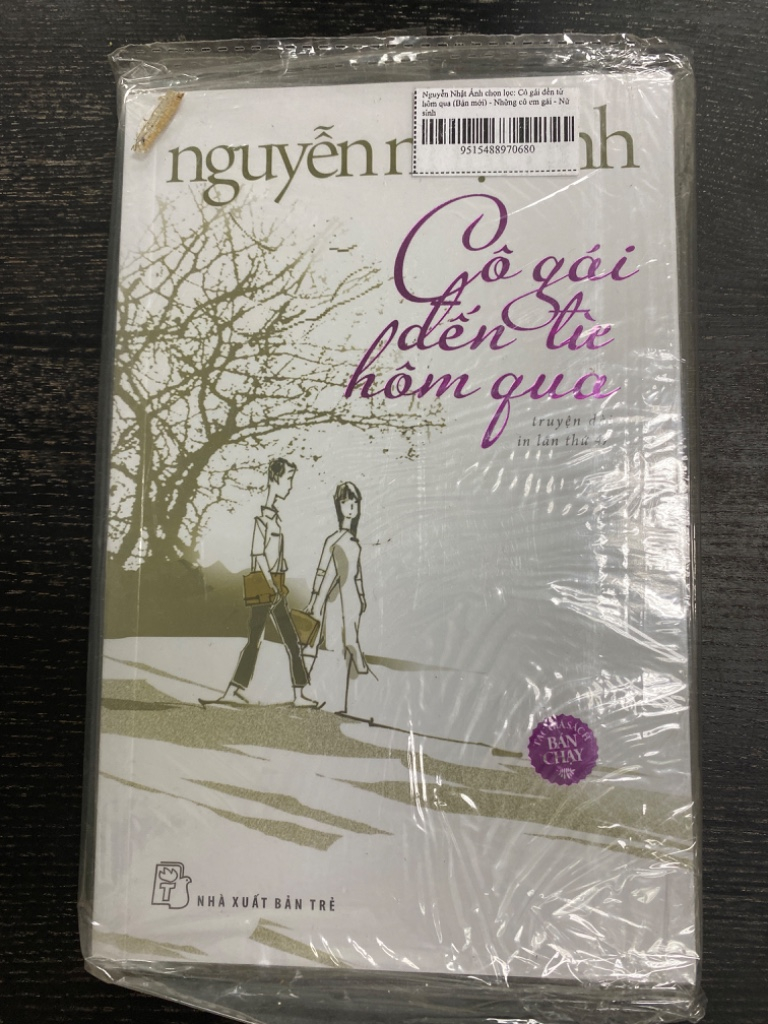 Nguyễn Nhật Ánh chọn lọc: Cô gái đến từ
hôm qua (Bản mới) - Những cô em gái - Nữ
sinh
9515488970680
nguyễn
Cô gái
đến từ
hôm qua
truyện
in lần thứ
BÁN
CHẠY
T
NHÀ XUẤT BẢN TRẺ